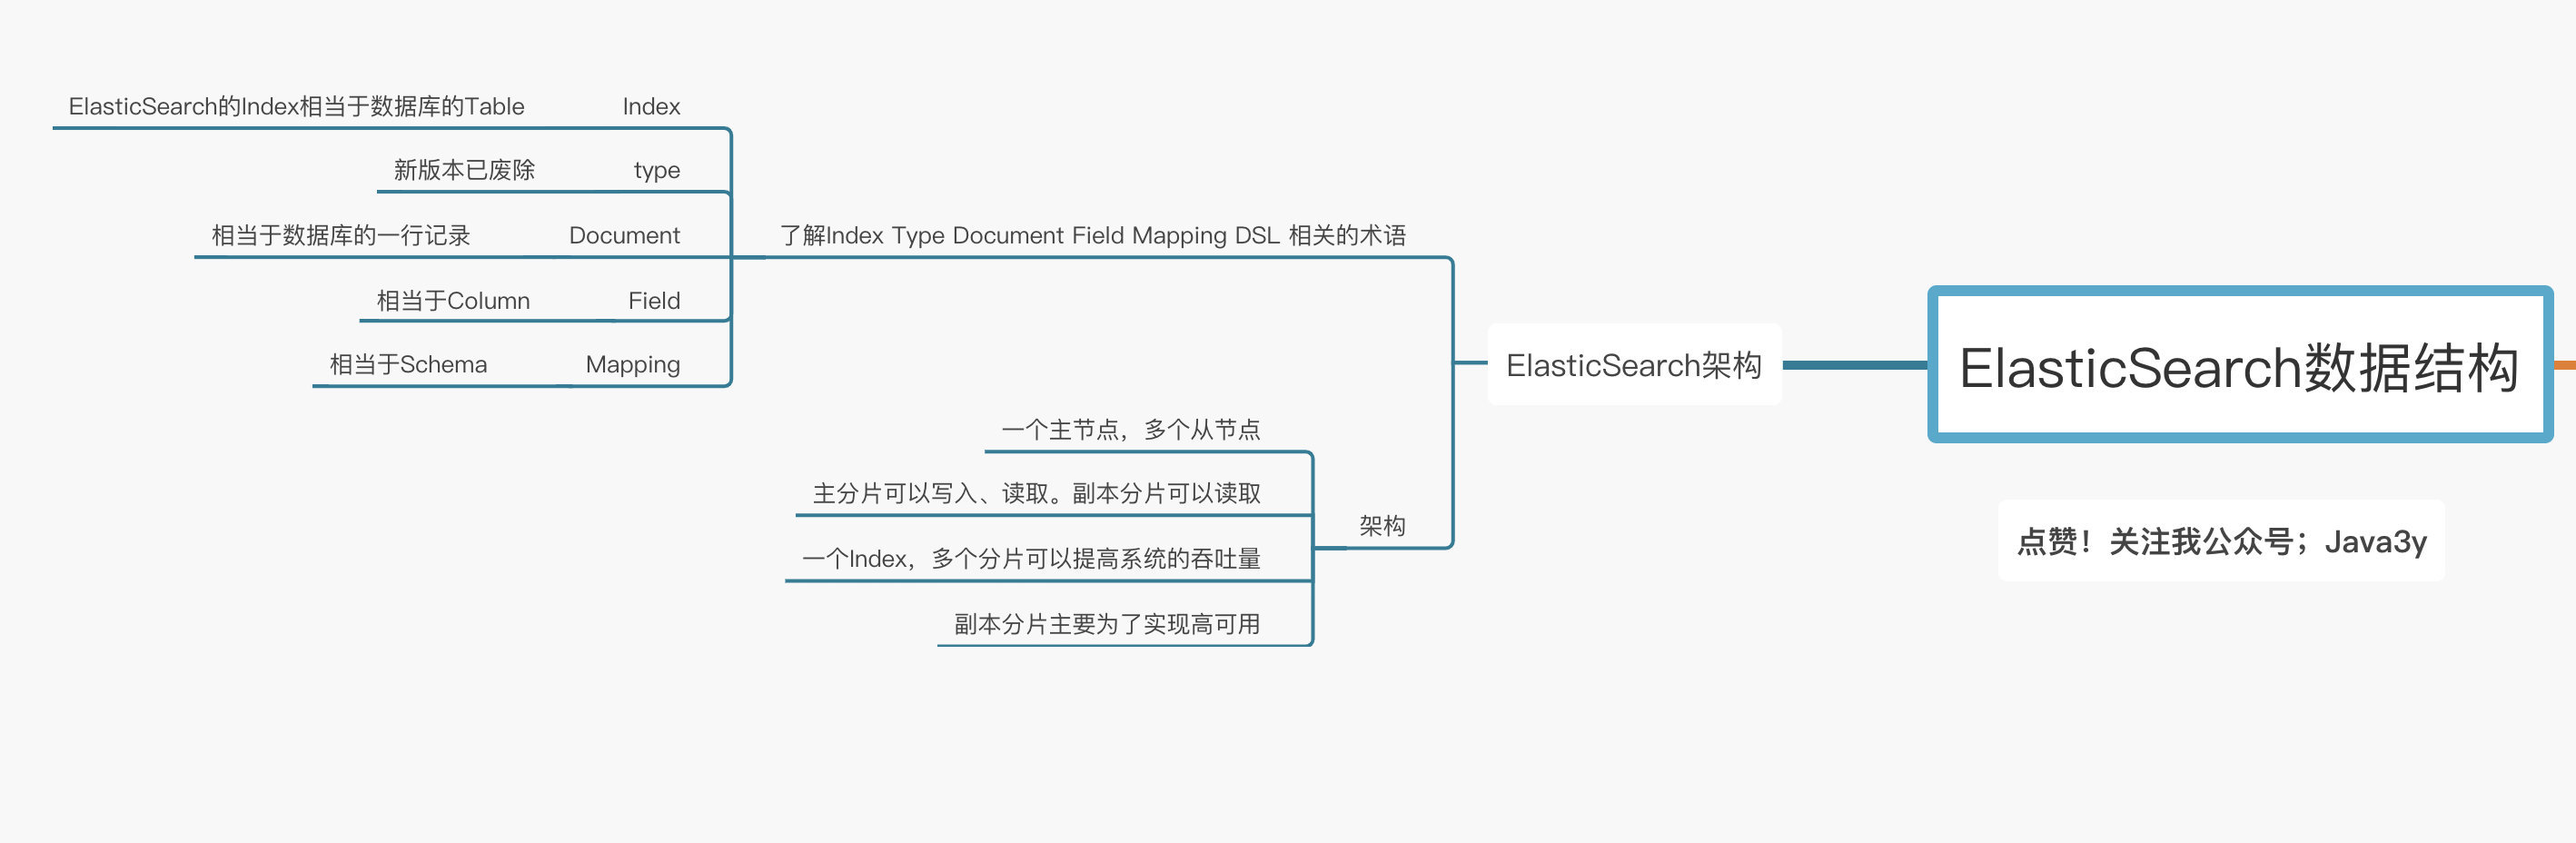 ElasticSearch的Index相当于数据库的Table Index
新版本已废除 type
相当于数据库的一行记录 Document
了解Index Type Document Field Mapping DSL 相关的术语
相当于Column Field
相当于Schema Mapping
ElasticSearch架构
ElasticSearch数据结构
一个主节点，多个从节点
主分片可以写入、读取。副本分片可以读取
架构
一个Index，多个分片可以提高系统的吞吐量
副本分片主要为了实现高可用
点赞！关注我公众号；Java3y